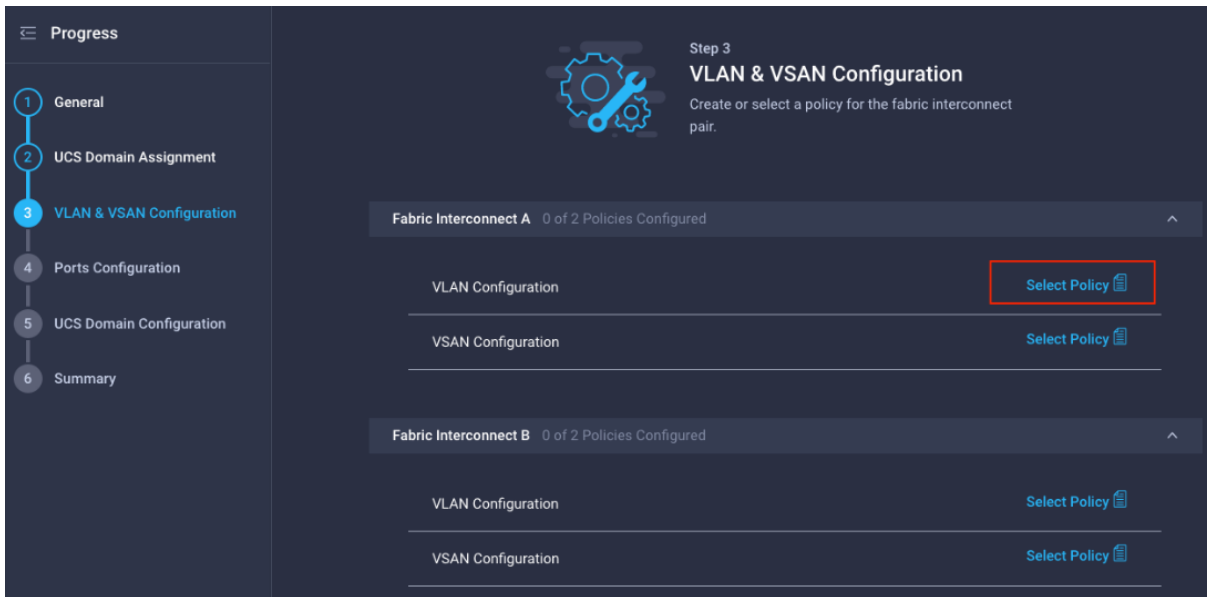 Progress
1 General
2 UCS Domain Assignment
3 VLAN & VSAN Configuration
4 Ports Configuration
5 UCS Domain Configuration
6 Summary
Step 3
VLAN & VSAN Configuration
Create or select a policy for the fabric interconnect
pair.
Fabric Interconnect A 0 of 2 Policies Configured
VLAN Configuration Select Policy
VSAN Configuration Select Policy
Fabric Interconnect B 0 of 2 Policies Configured
VLAN Configuration Select Policy
VSAN Configuration Select Policy